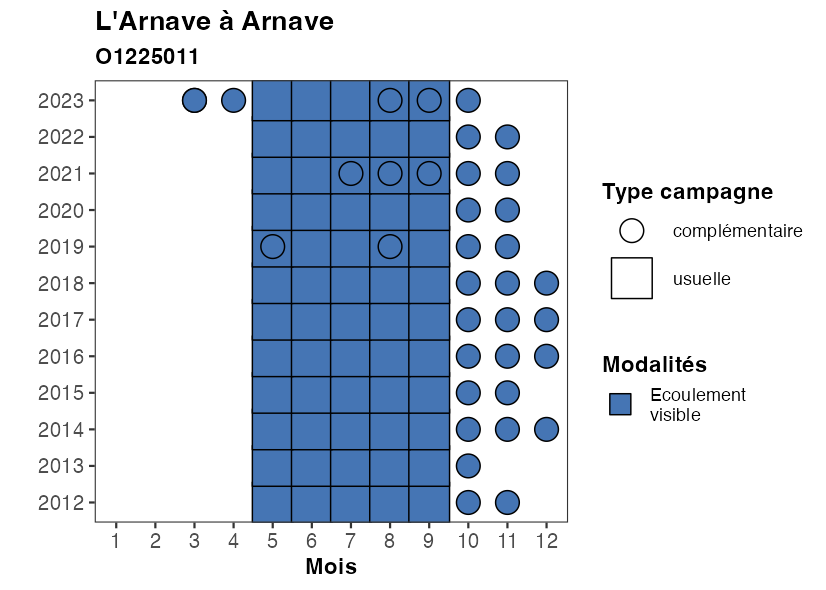 L'Arnave à Arnave
O1225011
2023
2022
2021
2020
2019
2018
2017
2016
2015
2014
2013
2012
1 2 3 4 5 6 7 8 9 10 11 12
Mois
Type campagne
complémentaire
usuelle
Modalités
Ecoulement
visible